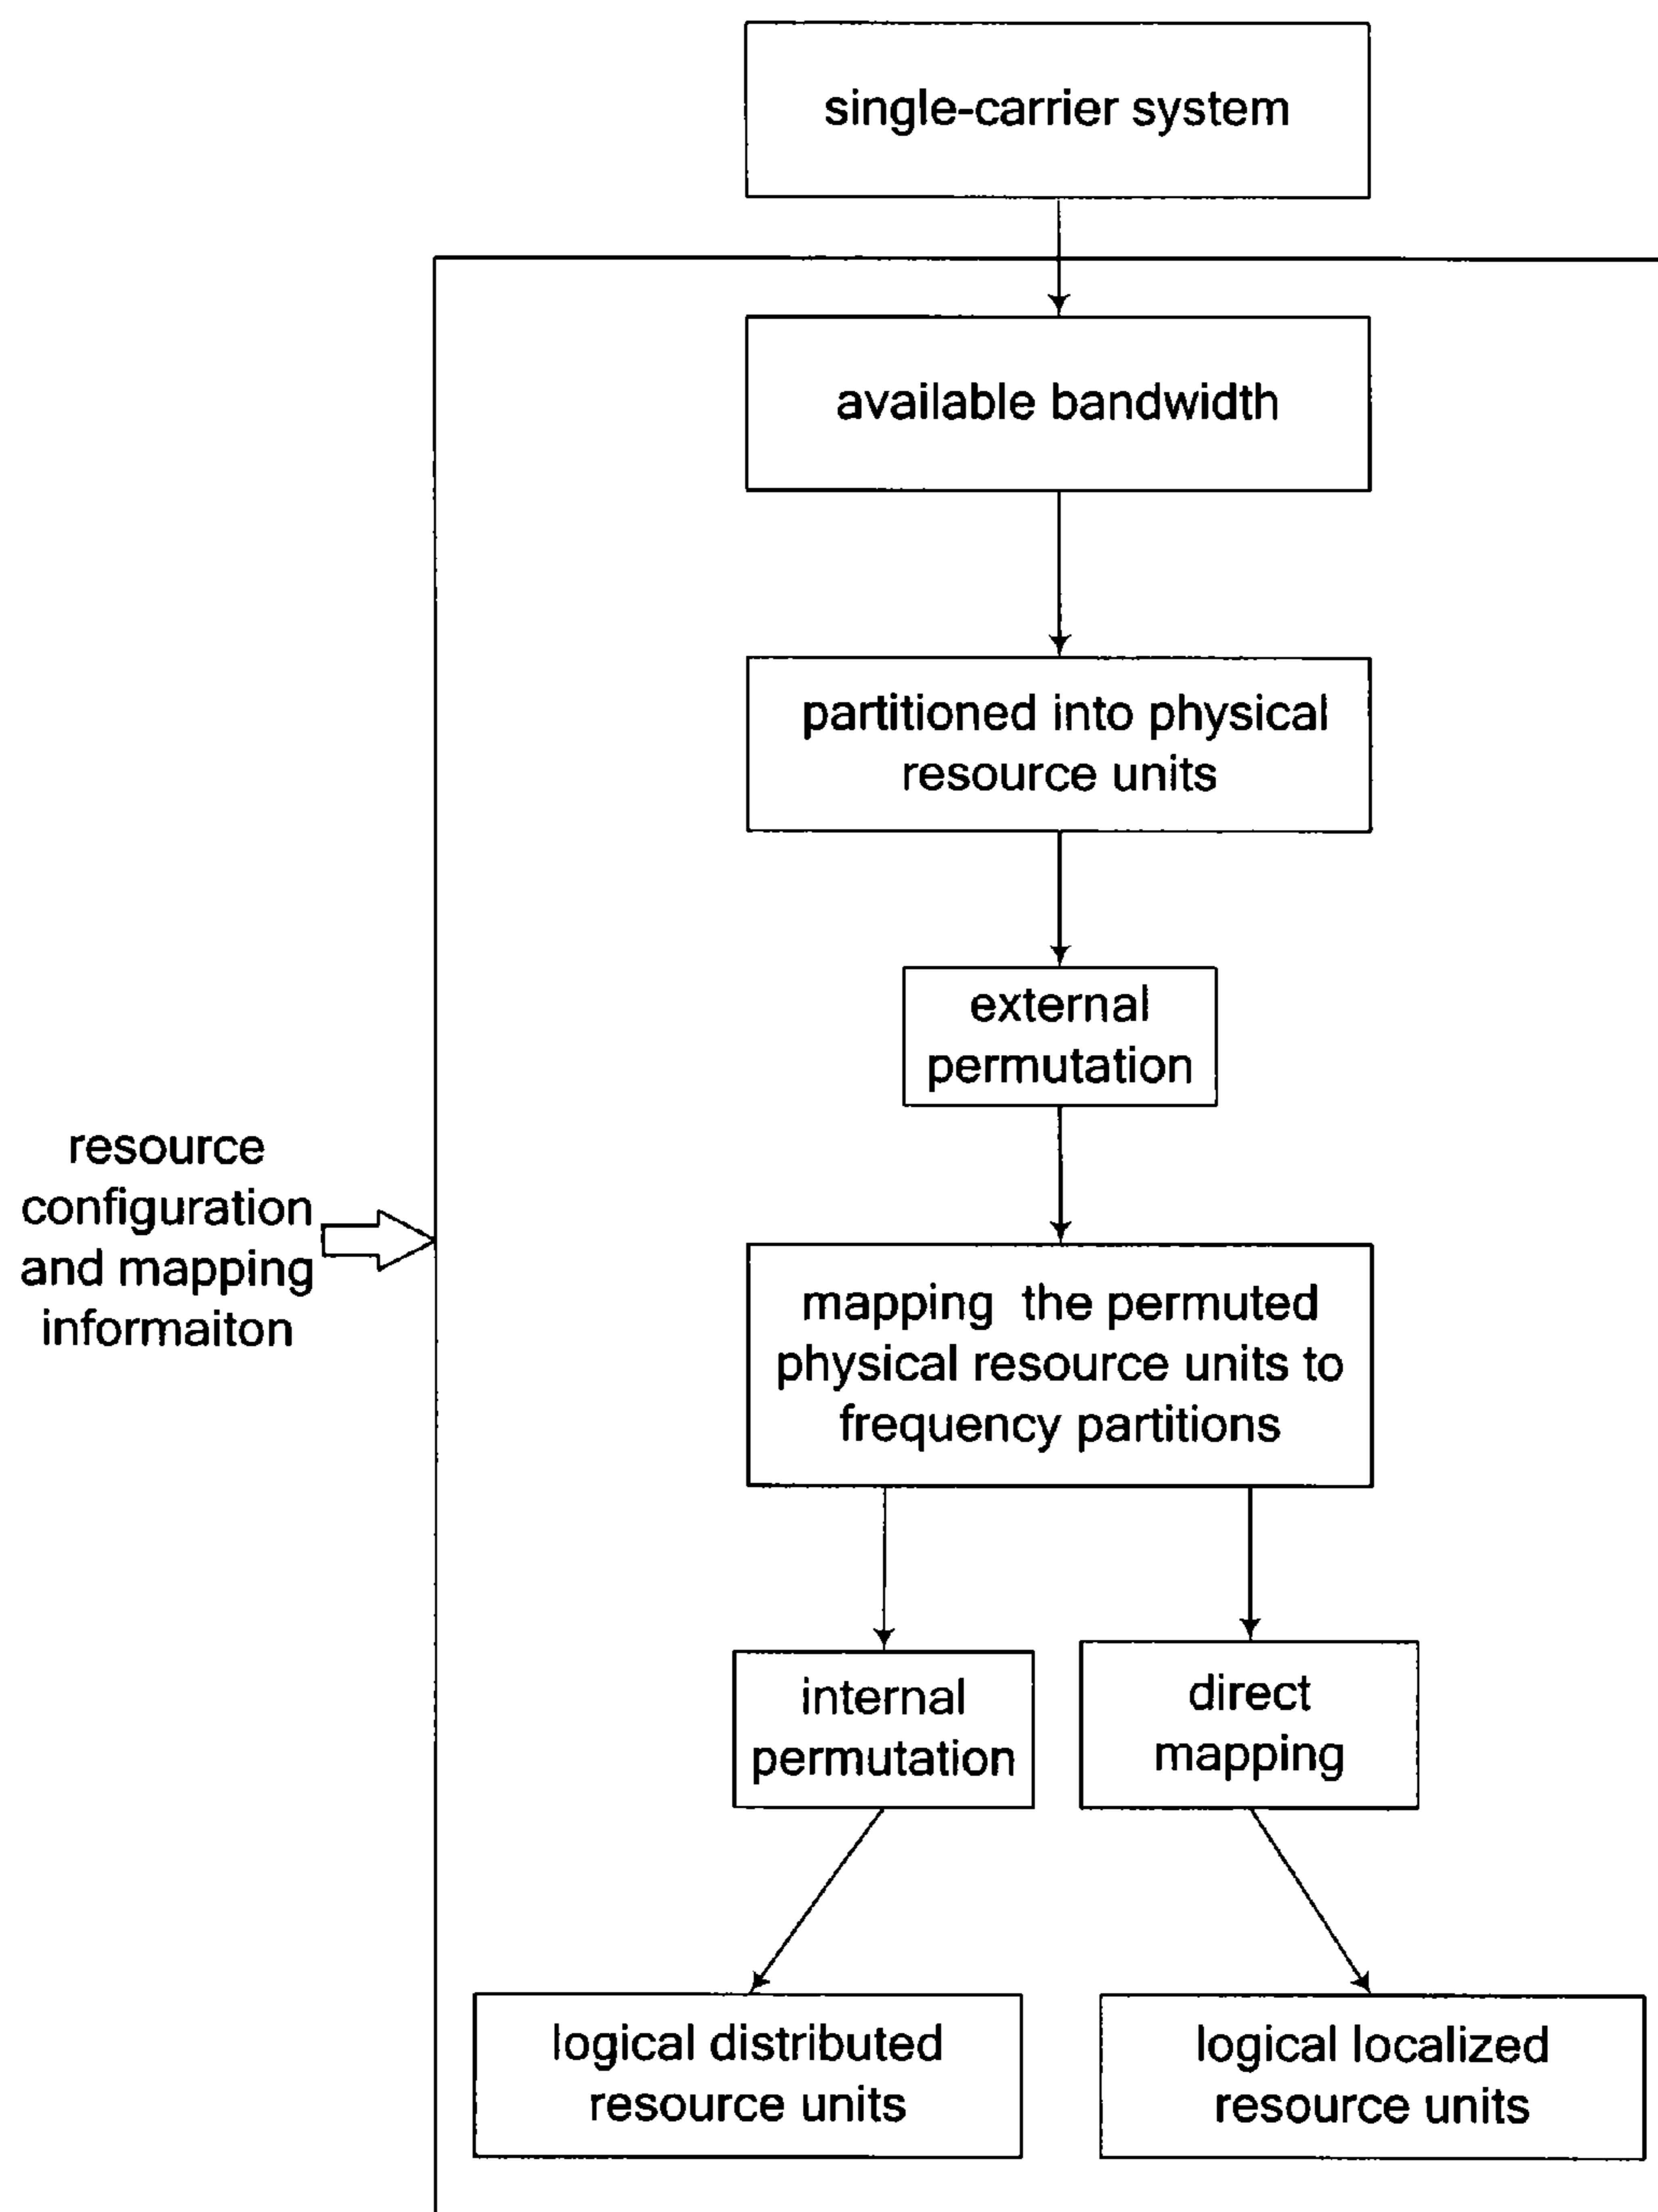 single-carrier system
available bandwidth
partitioned into physical
resource units
external
permutation
resource
configuration
and mapping
informaiton
mapping the permuted
physical resource units to
frequency partitions
internal
permutation
direct
mapping
logical distributed
resource units
logical localized
resource units